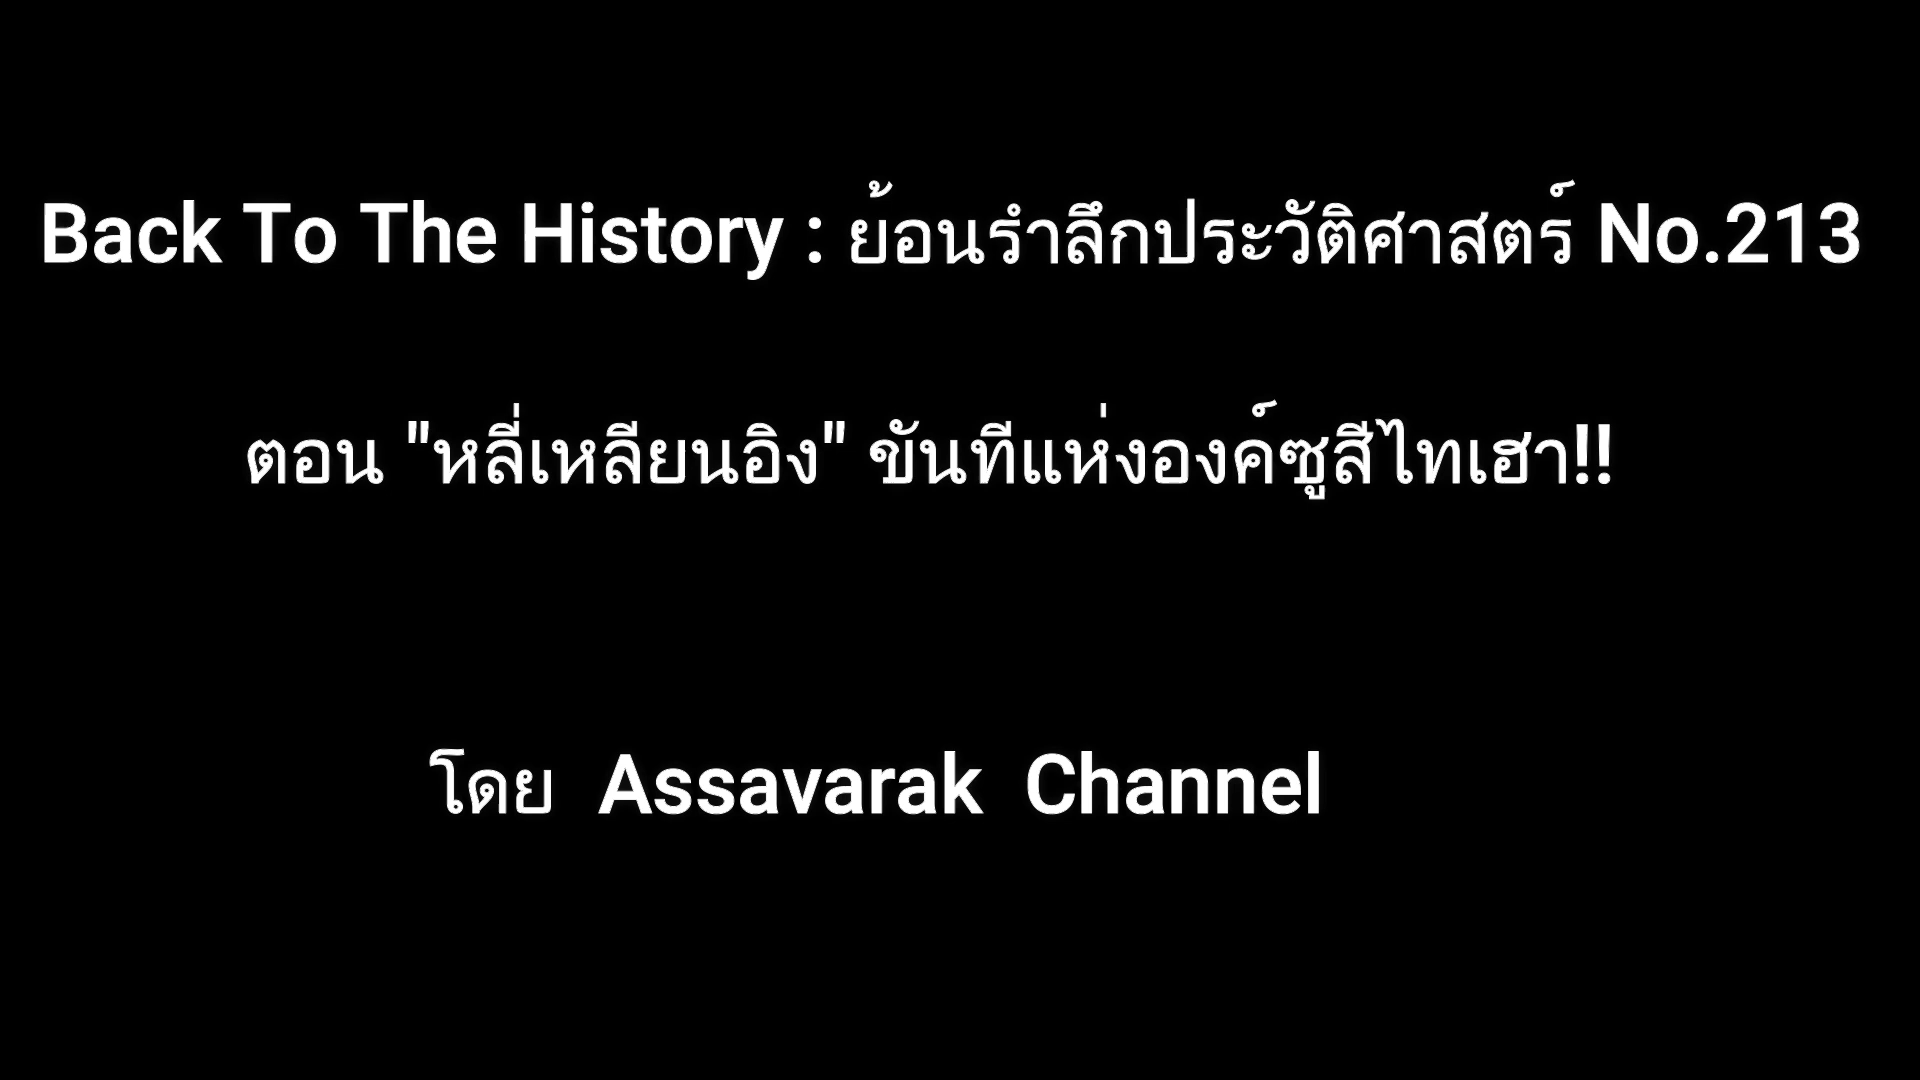 Back To The History : ย้อนรำลึกประวัติศาสตร์ No.213
ตอน "หลี่เหลียนอิง" ขันทีแห่งองค์ซูสีไทเฮา!!
โดย Assavarak Channel